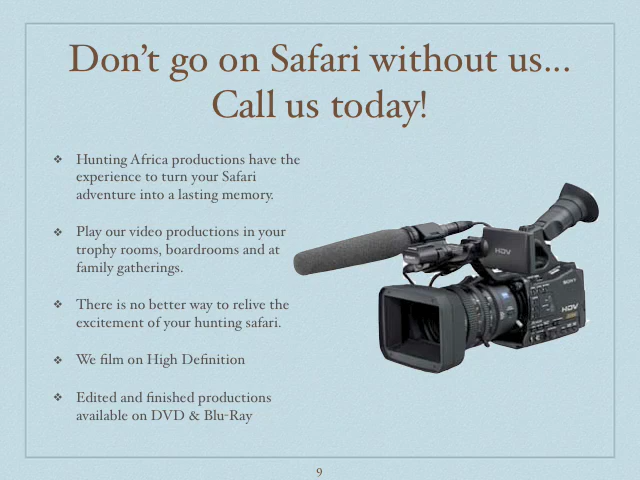 Don’t go on Safari without us...
Call us today!
❖ Hunting Africa productions have the
experience to turn your Safari
adventure into a lasting memory.
❖ Play our video productions in your
trophy rooms, boardrooms and at
family gatherings.
❖ There is no better way to relive the
excitement of your hunting safari.
❖ We film on High Definition
❖ Edited and finished productions
available on DVD & Blu-Ray
HDV
SONY
HDV
9